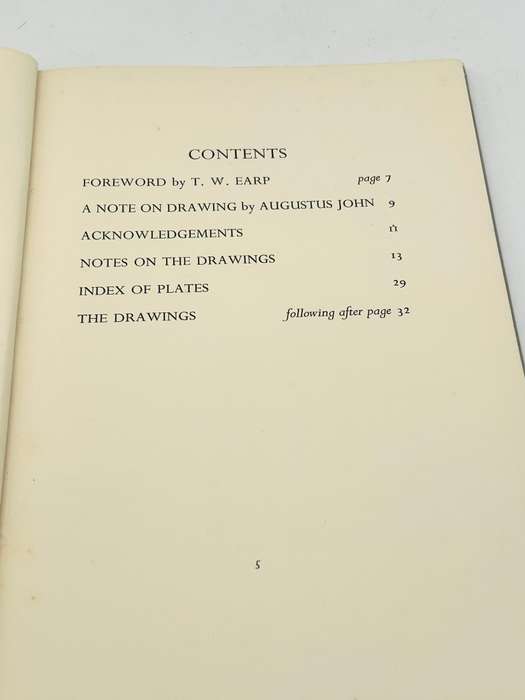 CONTENTS
FOREWORD by T. W. EARP page 7
A NOTE ON DRAWING by AUGUSTUS JOHN 9
ACKNOWLEDGEMENTS 11
NOTES ON THE DRAWINGS 13
INDEX OF PLATES 29
THE DRAWINGS following after page 32
5